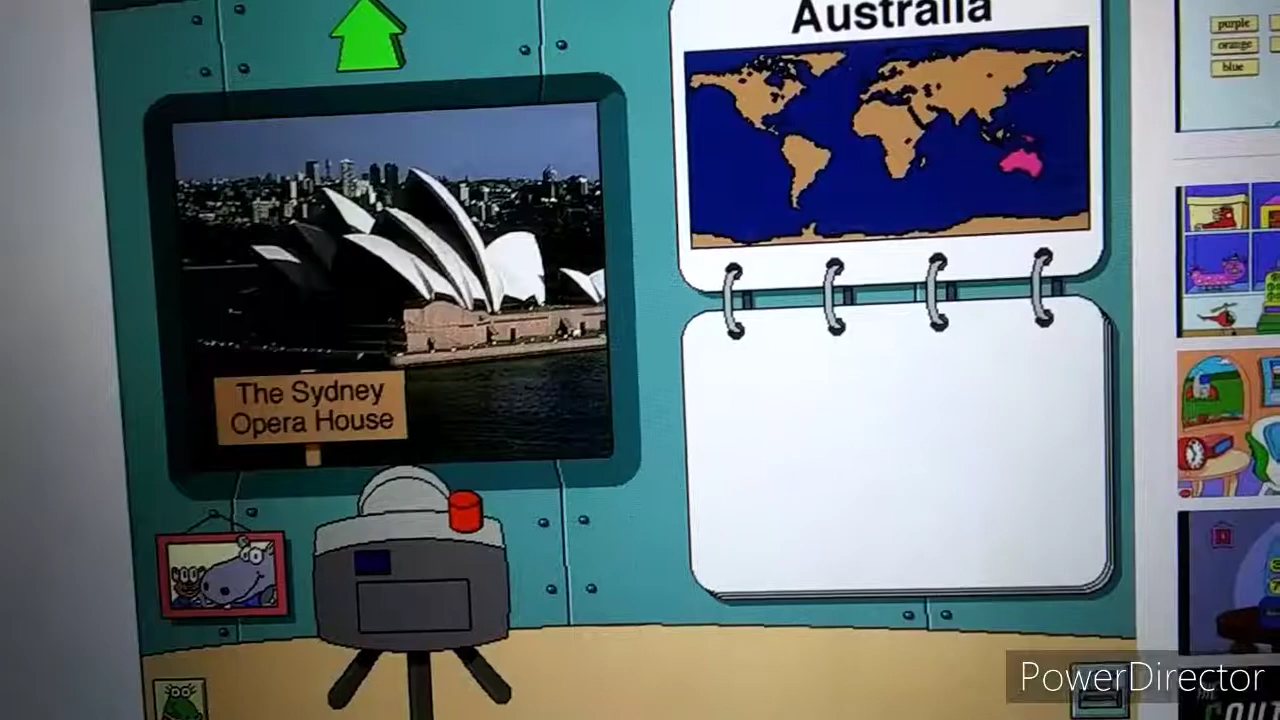 Australia
purple
orange
blue
The Sydney
Opera House
PowerDirector